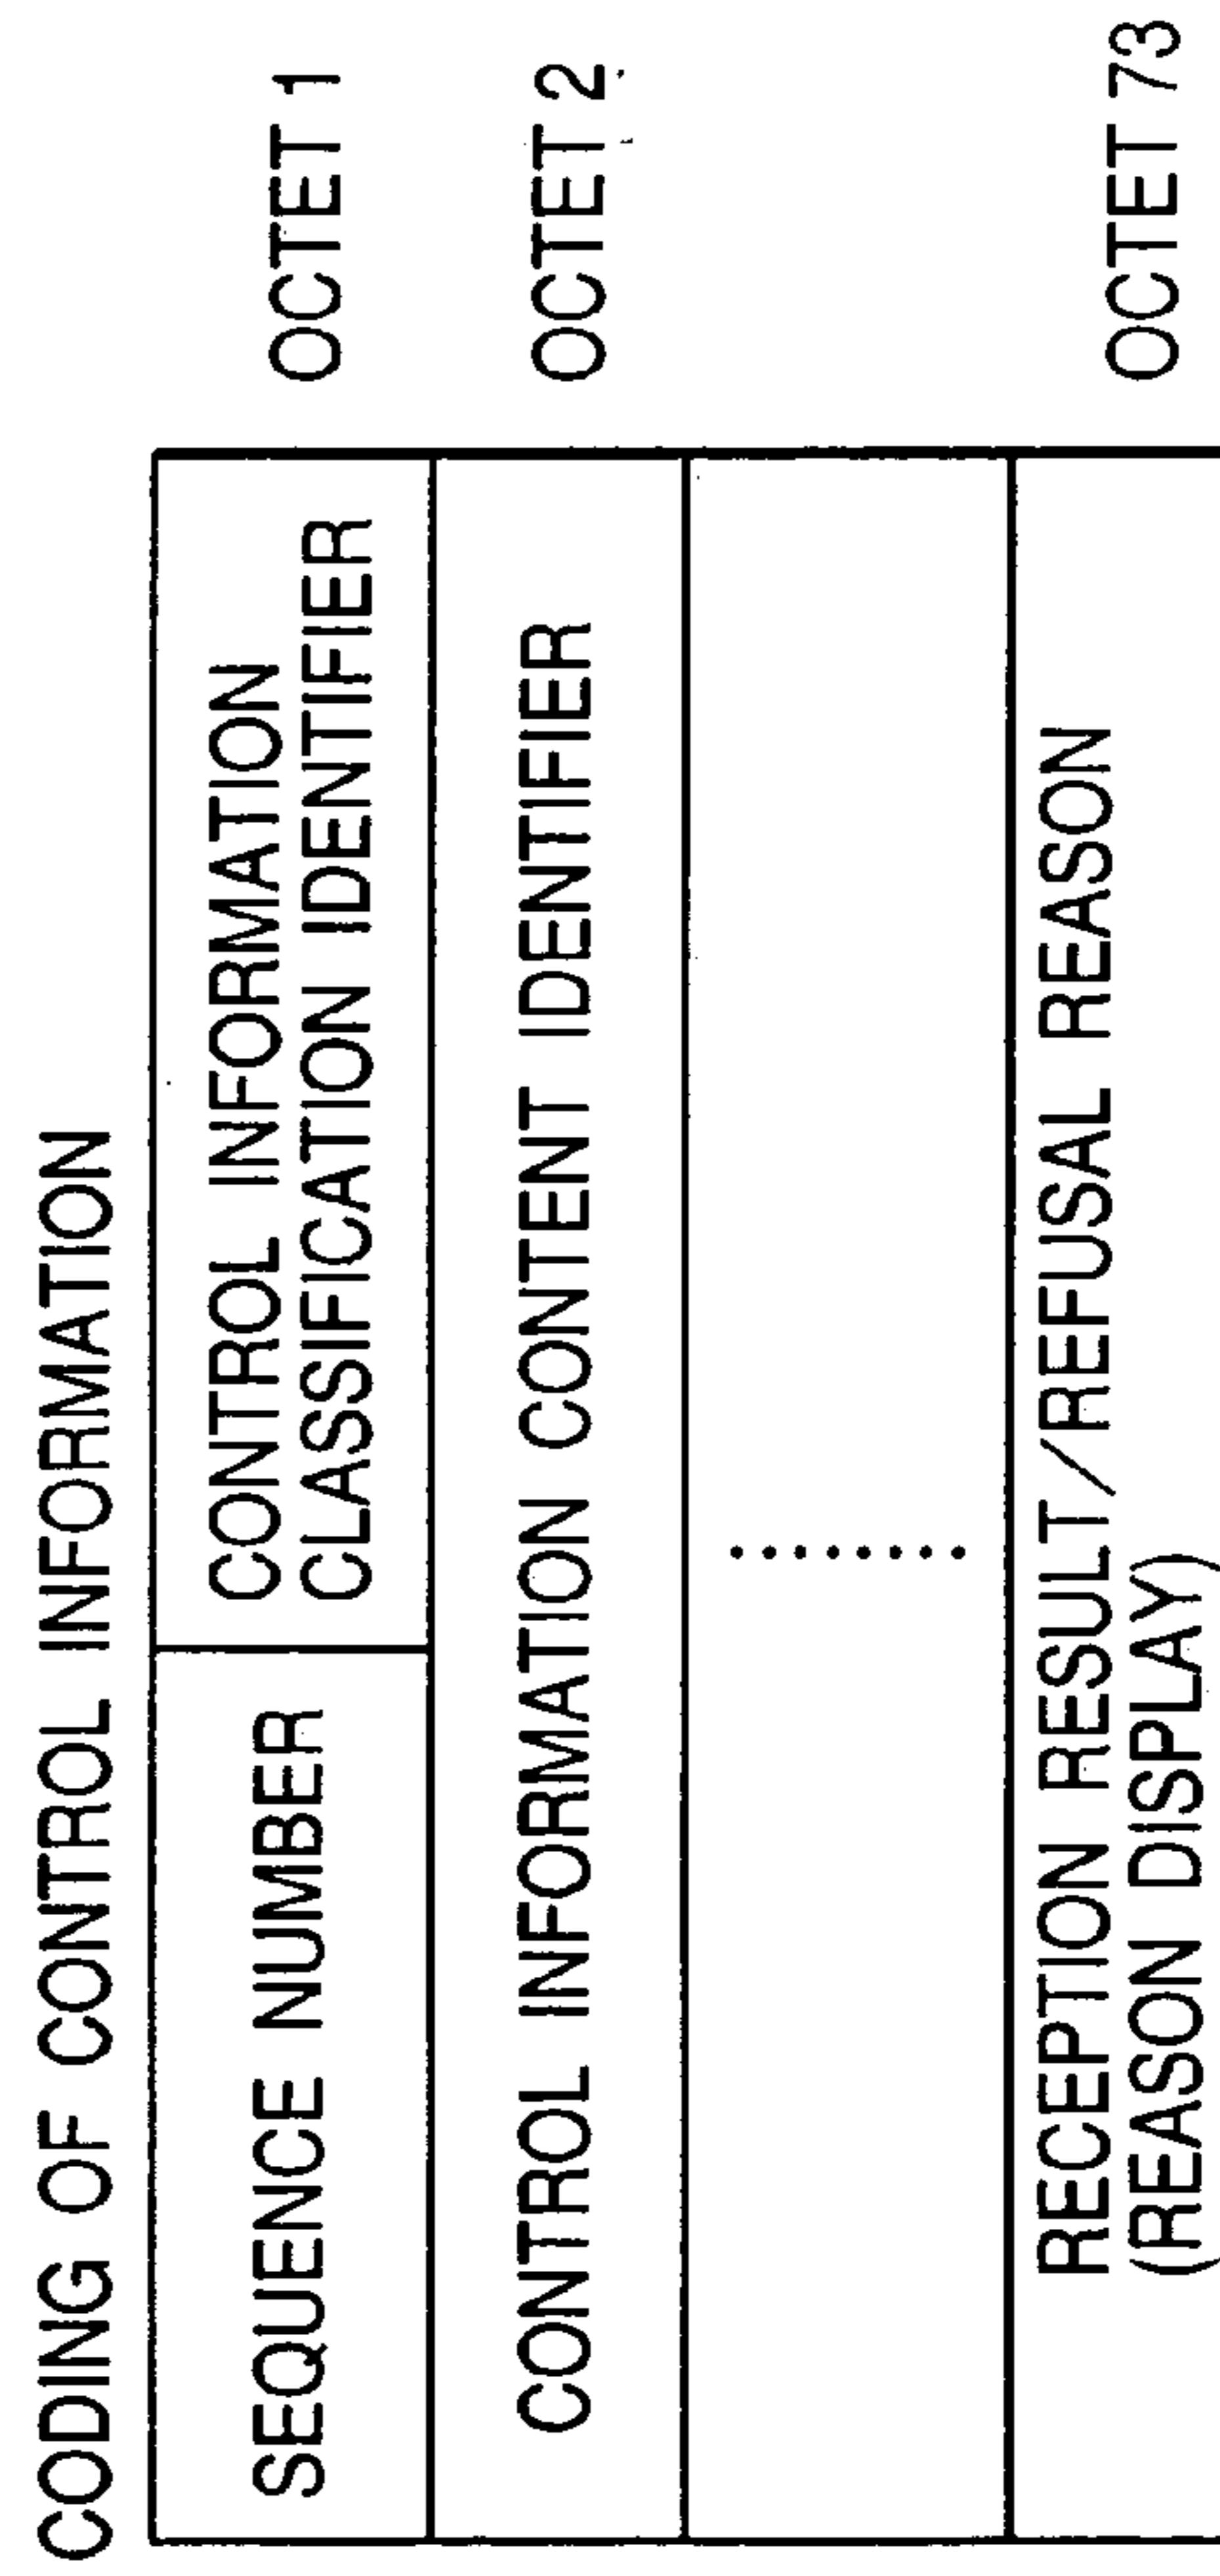 CODING OF CONTROL INFORMATION
SEQUENCE NUMBER
CONTROL INFORMATION
CLASSIFICATION IDENTIFIER
OCTET 1
CONTROL INFORMATION CONTENT IDENTIFIER
OCTET 2
........
RECEPTION RESULT/REFUSAL REASON
(REASON DISPLAY)
OCTET 73